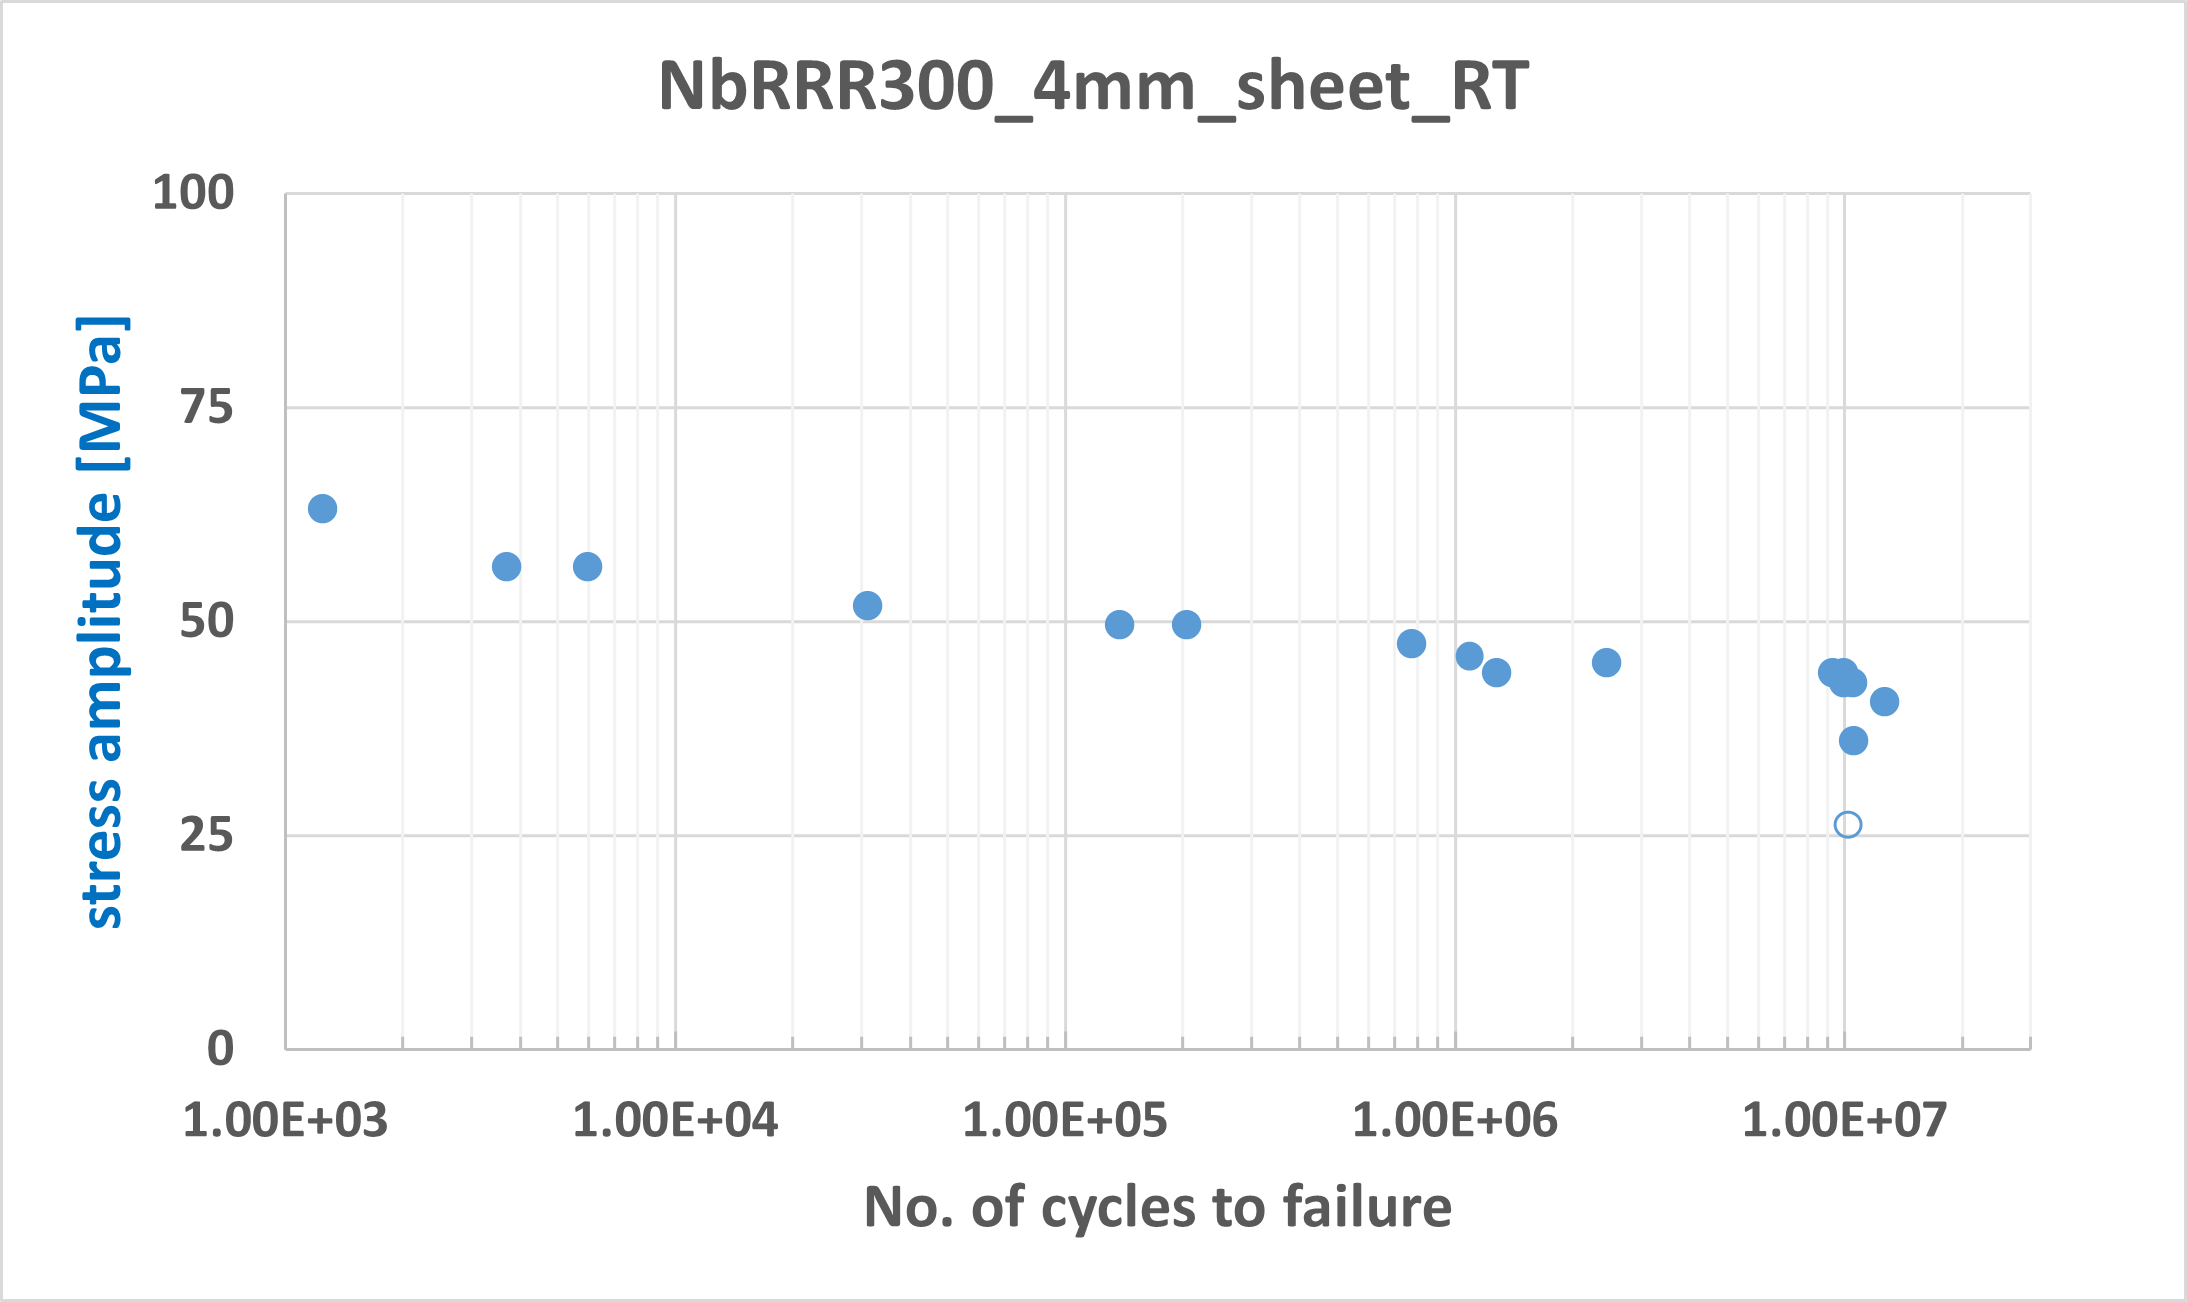 NbRRR300_4mm_sheet_RT
stress amplitude [MPa]
100
75
50
25
0
1.00E+03 1.00E+04 1.00E+05 1.00E+06 1.00E+07
No. of cycles to failure